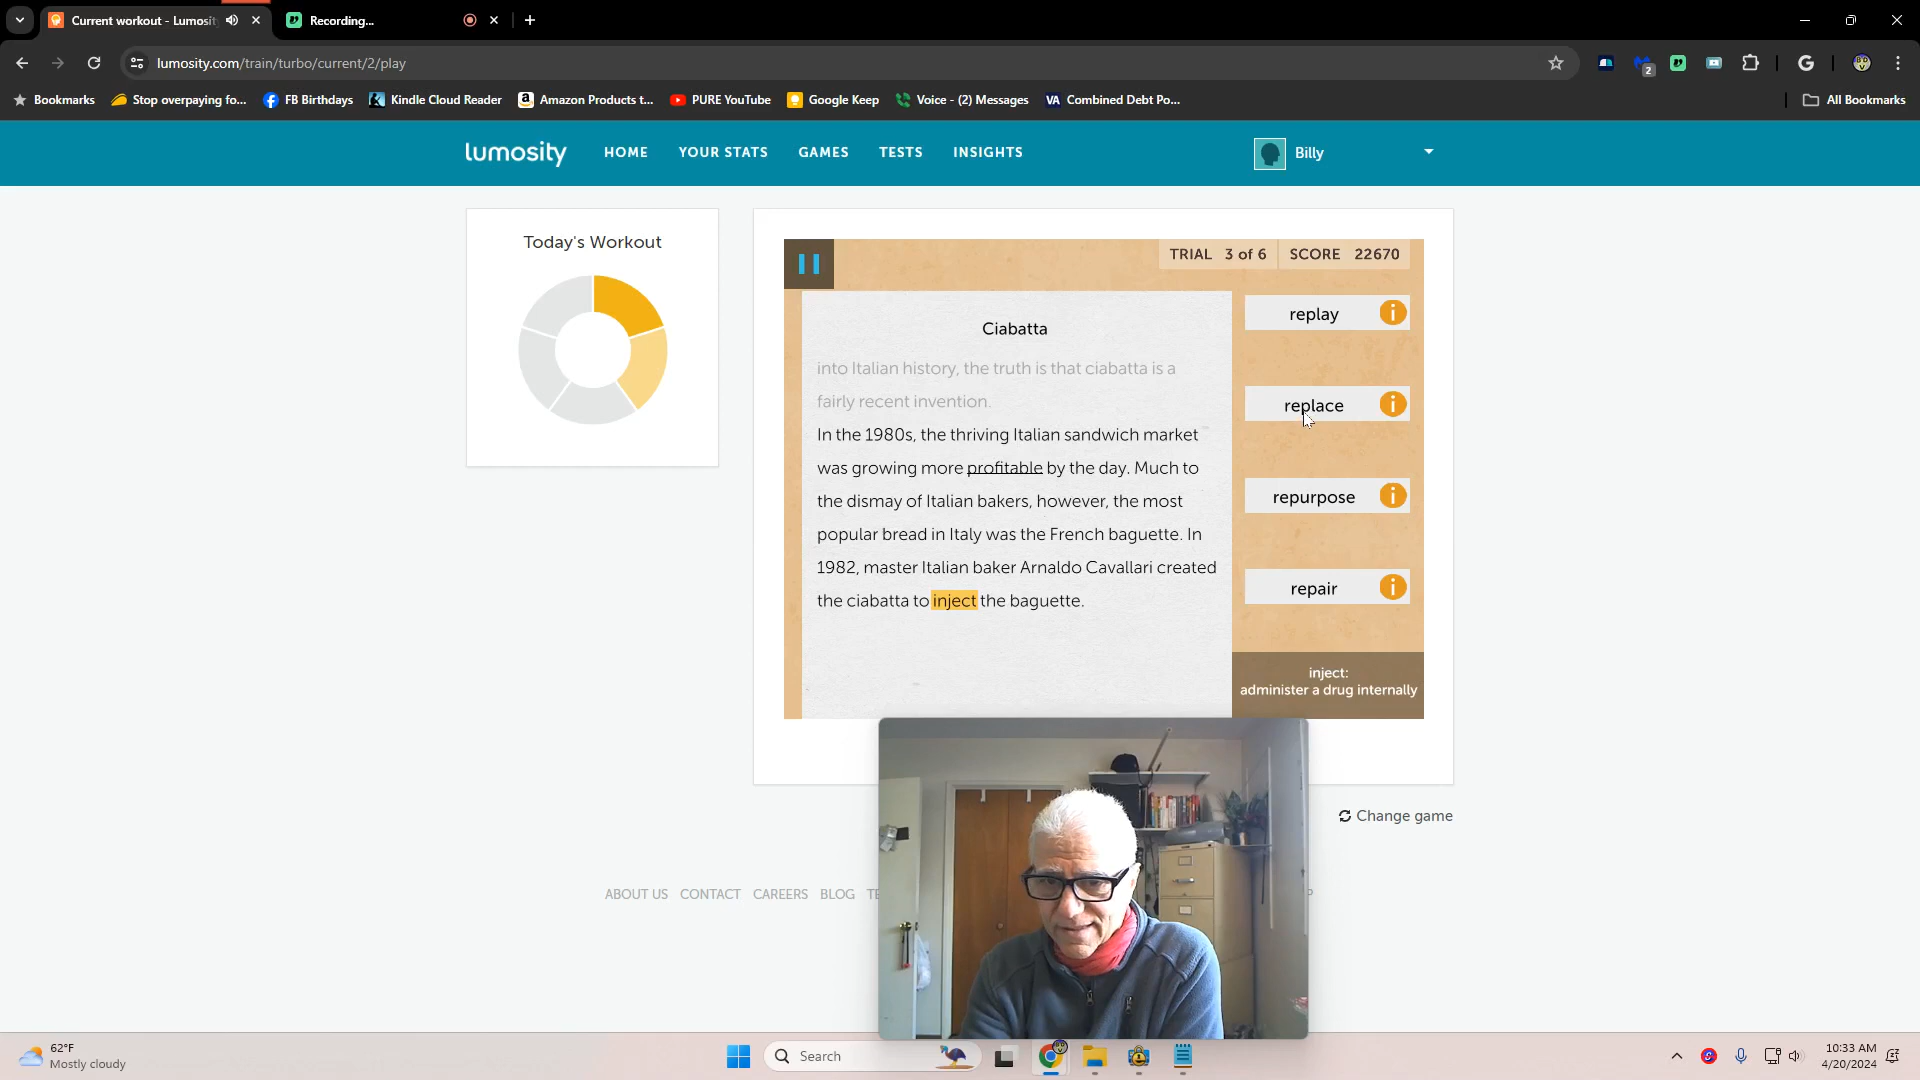 Current workout - Lumosit
Recording...
lumosity.com/train/turbo/current/2/play
2
Bookmarks
Stop overpaying fo...
FB Birthdays
Kindle Cloud Reader
Amazon Products t...
PURE YouTube
Google Keep
Voice - (2) Messages
VA Combined Debt Po...
All Bookmarks
lumosity
HOME
YOUR STATS
GAMES
TESTS
INSIGHTS
Billy
Today's Workout
TRIAL 3 of 6
SCORE 22670
Ciabatta
into Italian history, the truth is that ciabatta is a
fairly recent invention.
In the 1980s, the thriving Italian sandwich market
was growing more profitable by the day. Much to
the dismay of Italian bakers, however, the most
popular bread in Italy was the French baguette. In
1982, master Italian baker Arnaldo Cavallari created
the ciabatta to inject the baguette.
replay i
replace i
repurpose i
repair i
inject:
administer a drug internally
Change game
ABOUT US
CONTACT
CAREERS
BLOG
62°F
Mostly cloudy
Search
10:33 AM
4/20/2024